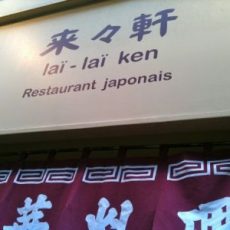 来々軒
laï-laï ken
Restaurant japonais